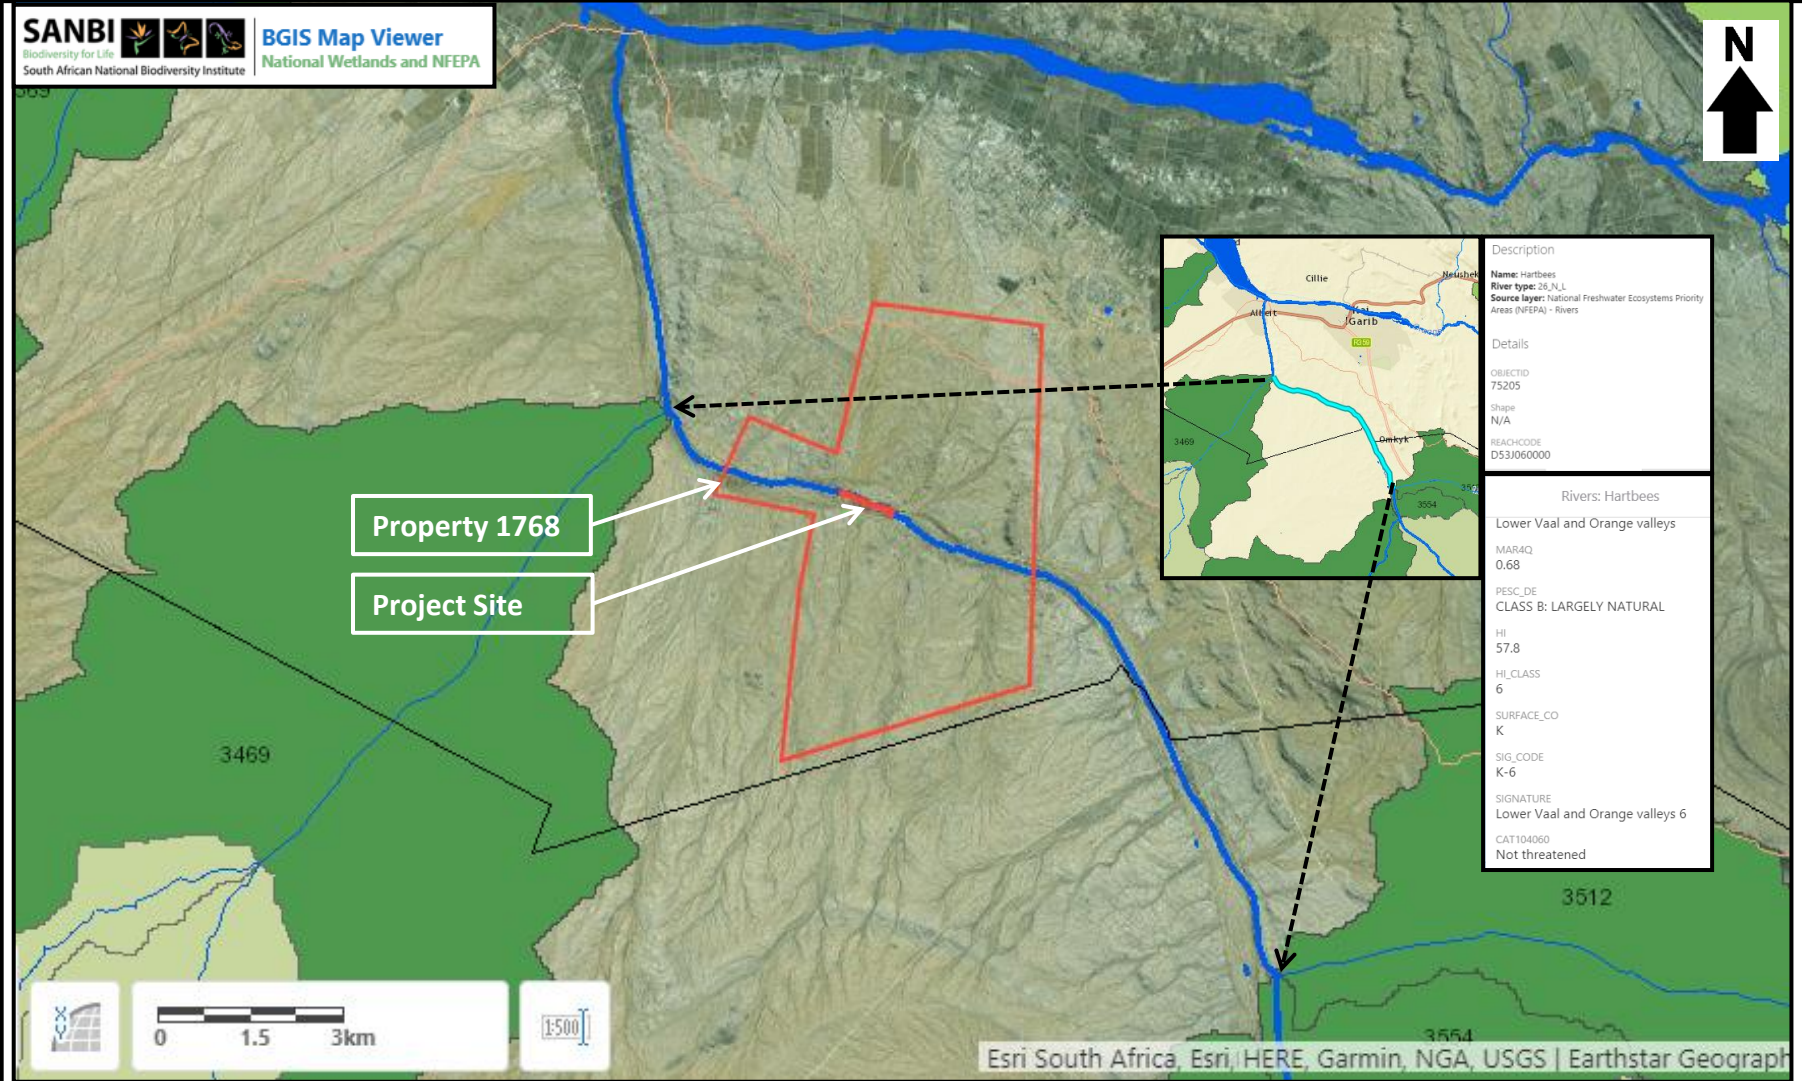 SANBI
Biodiversity for Life
South African National Biodiversity Institute
BGIS Map Viewer
National Wetlands and NFEPA
N
569
Cillie
Neushek
Alheit
!Garib
R359
Omkyk
3469
3554
Description
Name: Hartbees
River type: 26_N_L
Source layer: National Freshwater Ecosystems Priority
Areas (NFEPA) - Rivers
Details
OBJECTID
75205
Shape
N/A
REACHCODE
D53J060000
Rivers: Hartbees
Lower Vaal and Orange valleys
MAR4Q
0.68
PESC_DE
CLASS B: LARGELY NATURAL
HI
57.8
HI_CLASS
6
SURFACE_CO
K
SIG_CODE
K-6
SIGNATURE
Lower Vaal and Orange valleys 6
CAT104060
Not threatened
Property 1768
Project Site
3469
3512
3554
XY
0 1.5 3km
1:500
Esri South Africa, Esri, HERE, Garmin, NGA, USGS | Earthstar Geograph